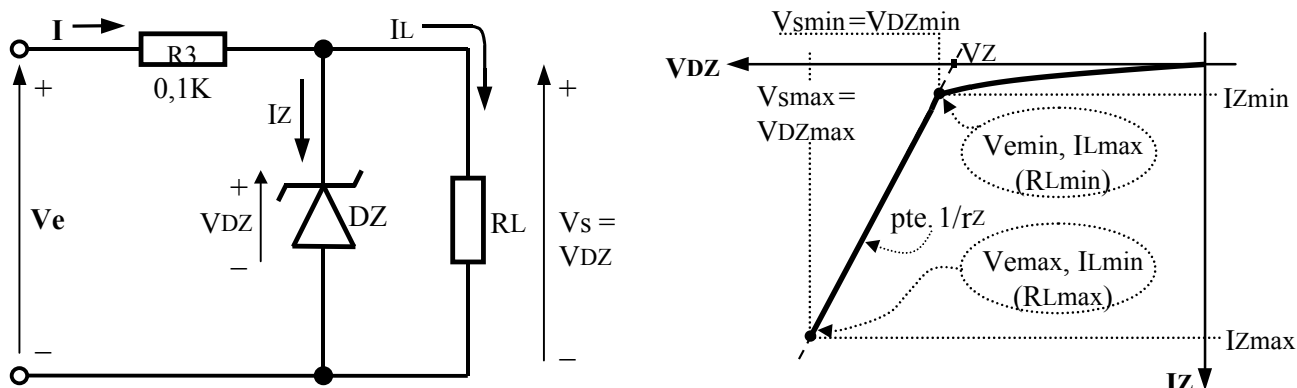 I
R3
0,1K
IL
IZ
+
Ve
−
+
VDZ
−
DZ
RL
+
Vs =
VDZ
−
Vsmin = VDZmin
VZ
VDZ
Vsmax =
VDZmax
IZmin
Vemin, ILmax
(RLmin)
pte. 1/rZ
Vemax, ILmin
(RLmax)
IZmax
IZ